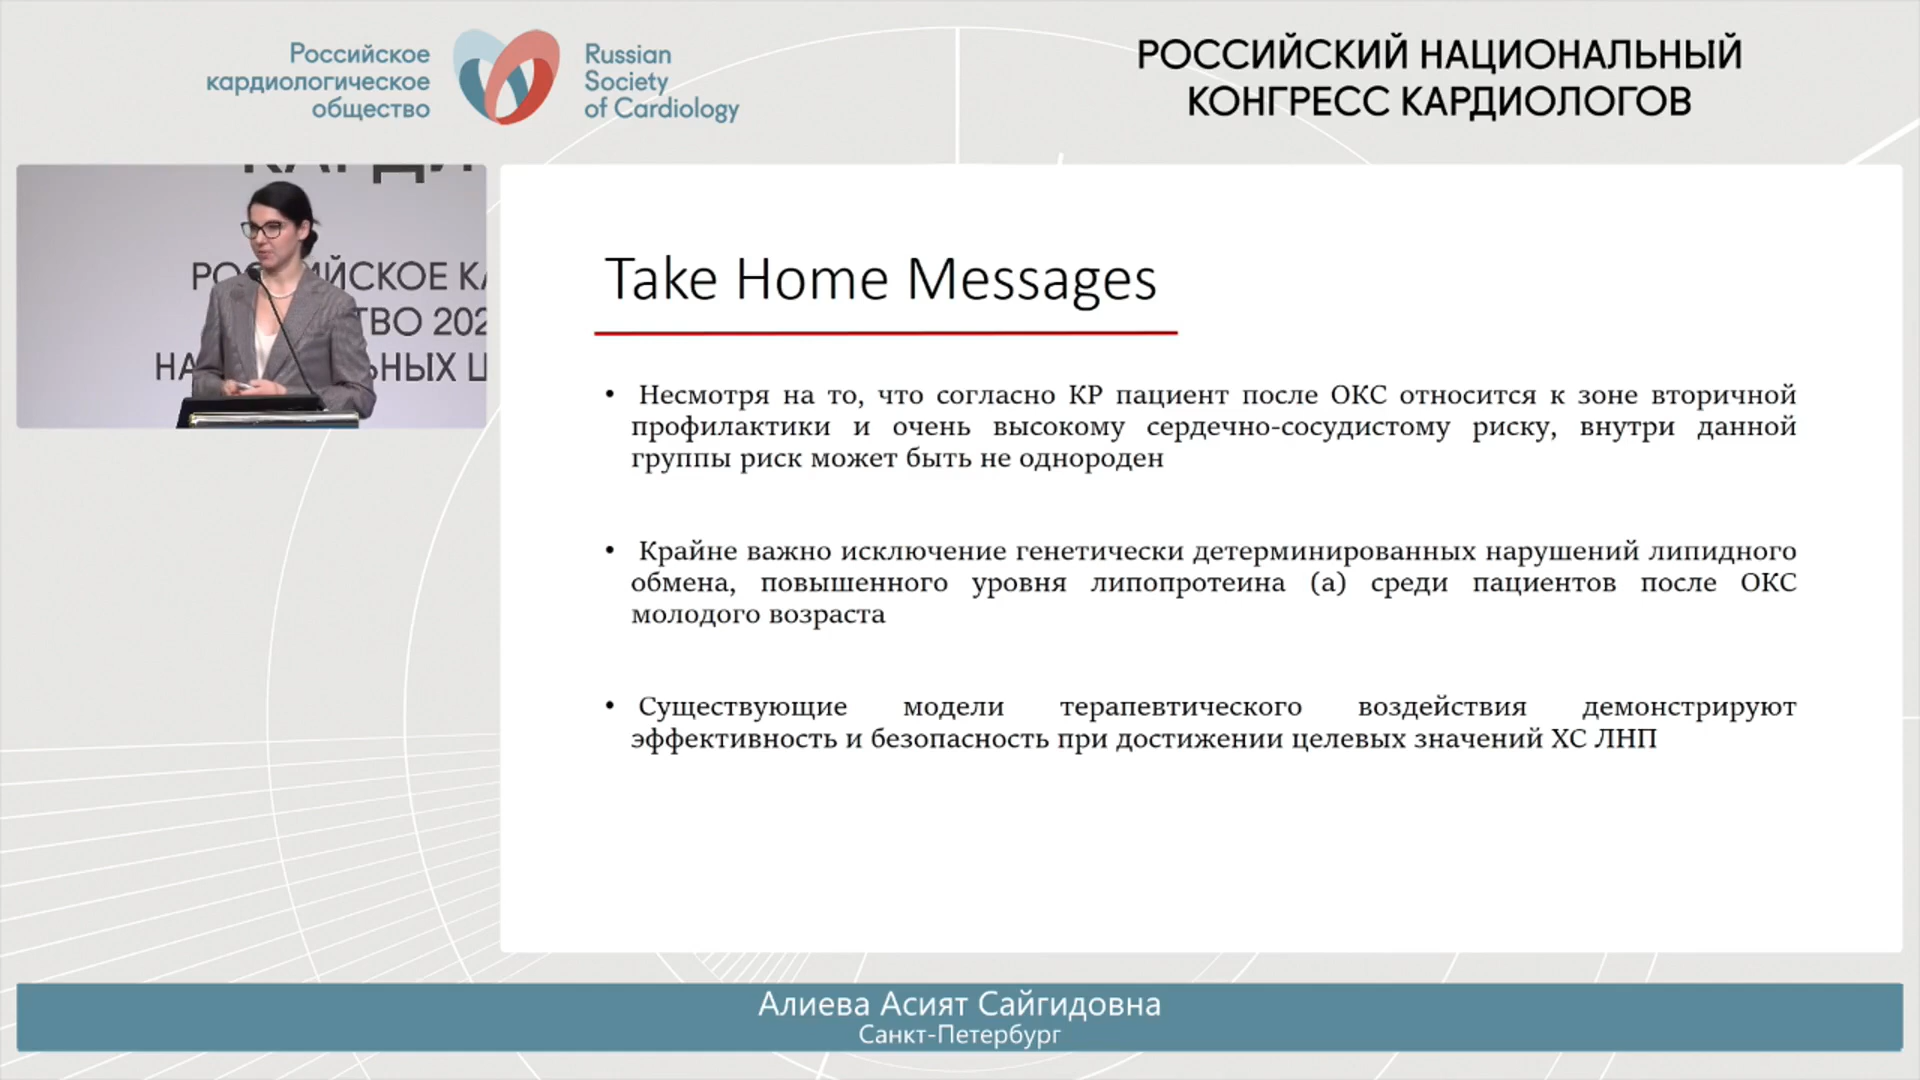 Российское
кардиологическое
общество
Russian
Society
of Cardiology
РОССИЙСКИЙ НАЦИОНАЛЬНЫЙ
КОНГРЕСС КАРДИОЛОГОВ
Take Home Messages
• Несмотря на то, что согласно КР пациент после ОКС относится к зоне вторичной
профилактики и очень высокому сердечно-сосудистому риску, внутри данной
группы риск может быть не однороден
• Крайне важно исключение генетически детерминированных нарушений липидного
обмена, повышенного уровня липопротеина (а) среди пациентов после ОКС
молодого возраста
• Существующие модели терапевтического воздействия демонстрируют
эффективность и безопасность при достижении целевых значений ХС ЛНП
Алиева Асият Сайгидовна
Санкт-Петербург